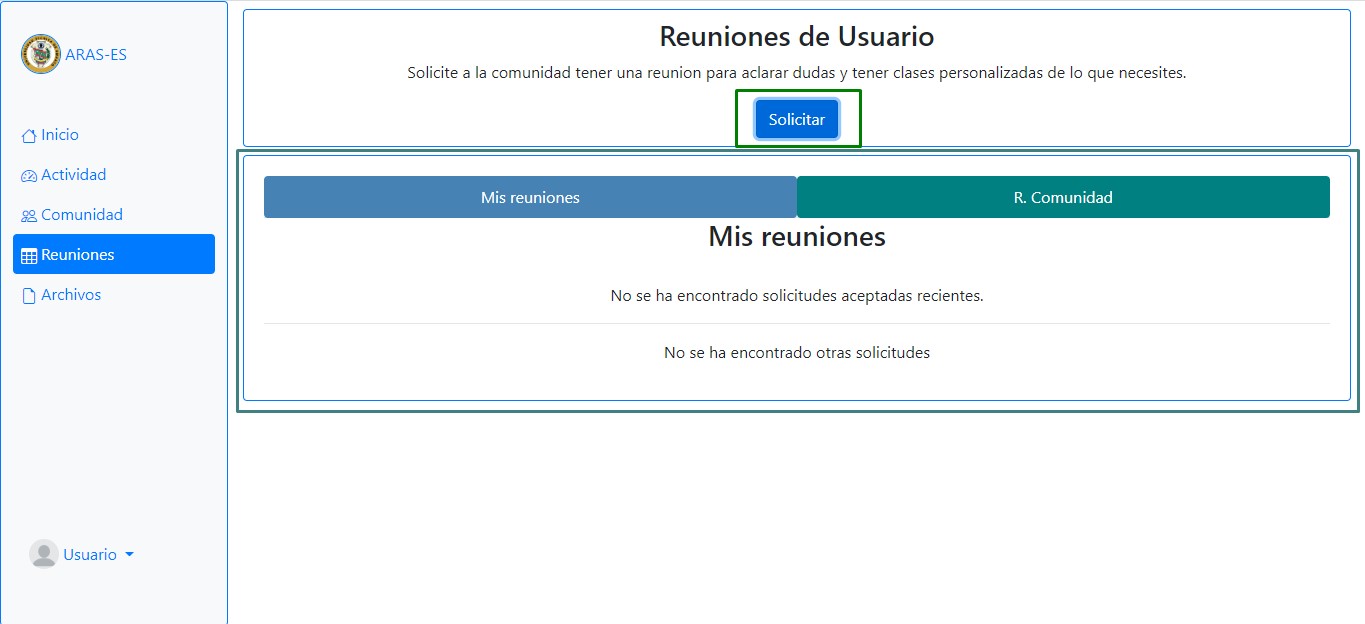 ARAS-ES
Inicio
Actividad
Comunidad
Reuniones
Archivos
Usuario
Reuniones de Usuario
Solicite a la comunidad tener una reunion para aclarar dudas y tener clases personalizadas de lo que necesites.
Solicitar
Mis reuniones
R. Comunidad
Mis reuniones
No se ha encontrado solicitudes aceptadas recientes.
No se ha encontrado otras solicitudes